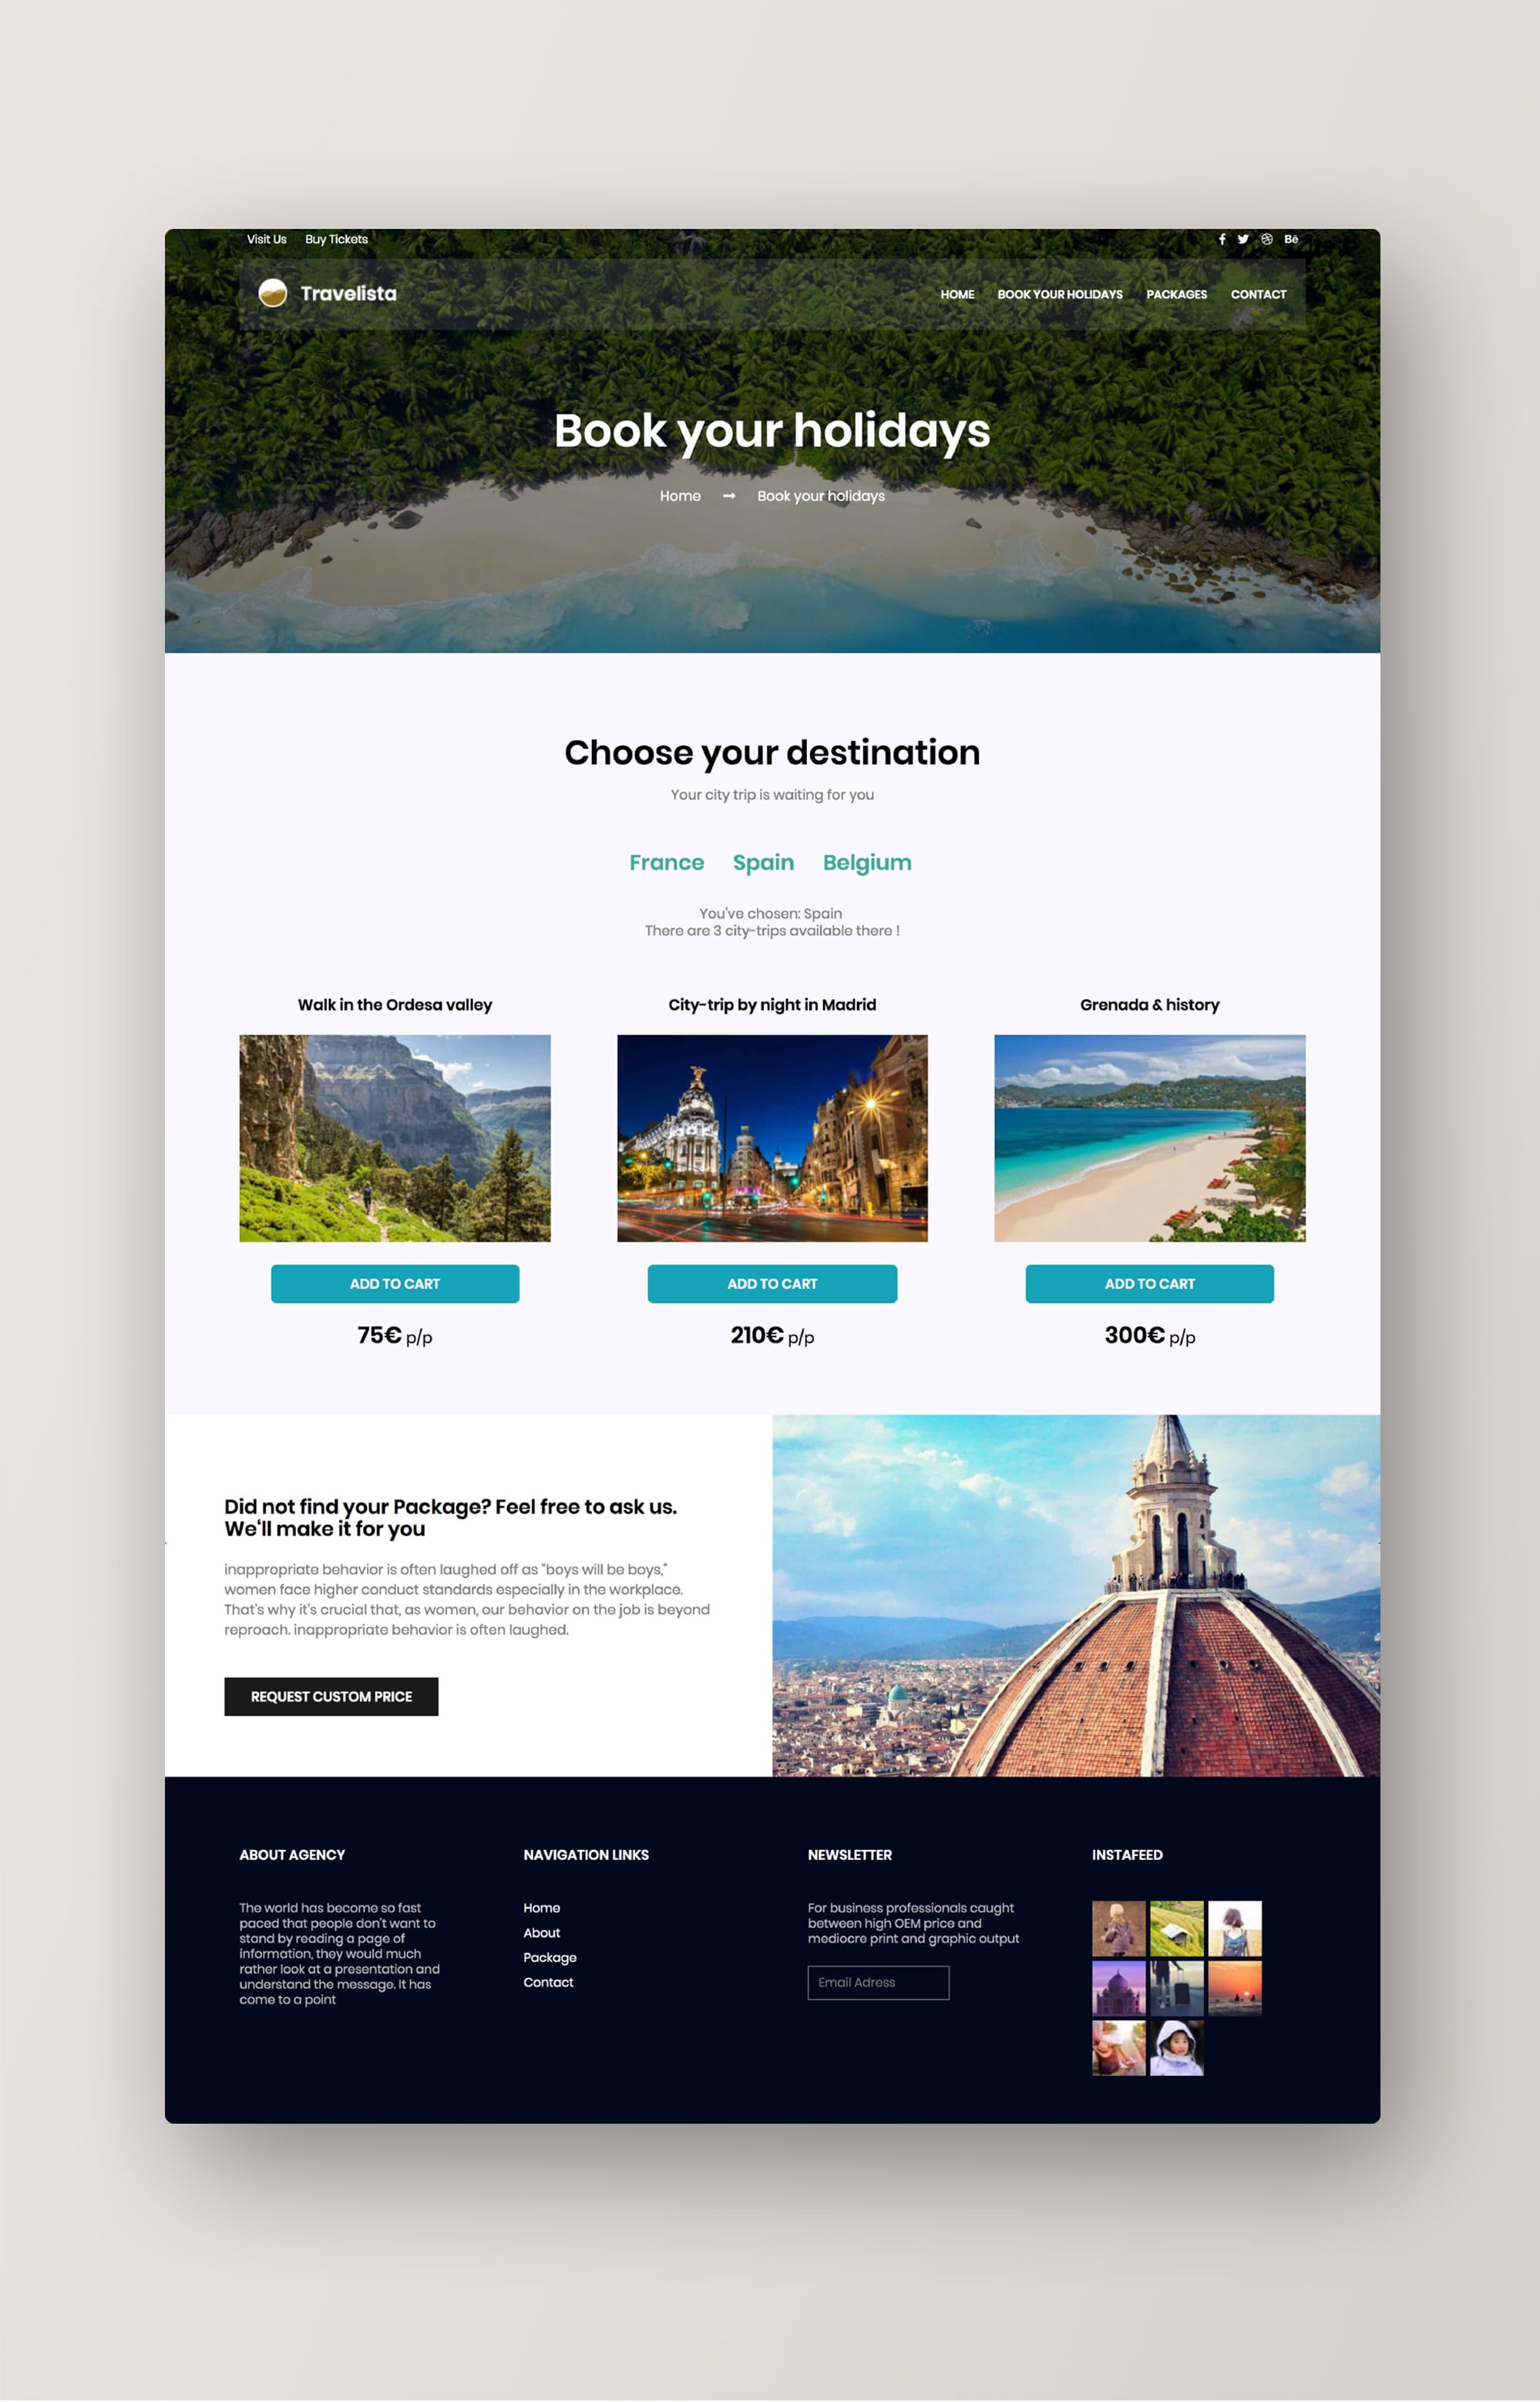 Visit Us Buy Tickets
Bē
Travelista
HOME BOOK YOUR HOLIDAYS PACKAGES CONTACT
Book your holidays
Home → Book your holidays
Choose your destination
Your city trip is waiting for you
France Spain Belgium
You've chosen: Spain
There are 3 city-trips available there !
Walk in the Ordesa valley
ADD TO CART
75€ p/p
City-trip by night in Madrid
ADD TO CART
210€ p/p
Grenada & history
ADD TO CART
300€ p/p
Did not find your Package? Feel free to ask us.
We‘ll make it for you
inappropriate behavior is often laughed off as “boys will be boys,”
women face higher conduct standards especially in the workplace.
That’s why it’s crucial that, as women, our behavior on the job is beyond
reproach. inappropriate behavior is often laughed.
REQUEST CUSTOM PRICE
ABOUT AGENCY
The world has become so fast
paced that people don’t want to
stand by reading a page of
information, they would much
rather look at a presentation and
understand the message. It has
come to a point
NAVIGATION LINKS
Home
About
Package
Contact
NEWSLETTER
For business professionals caught
between high OEM price and
mediocre print and graphic output
Email Adress
INSTAFEED